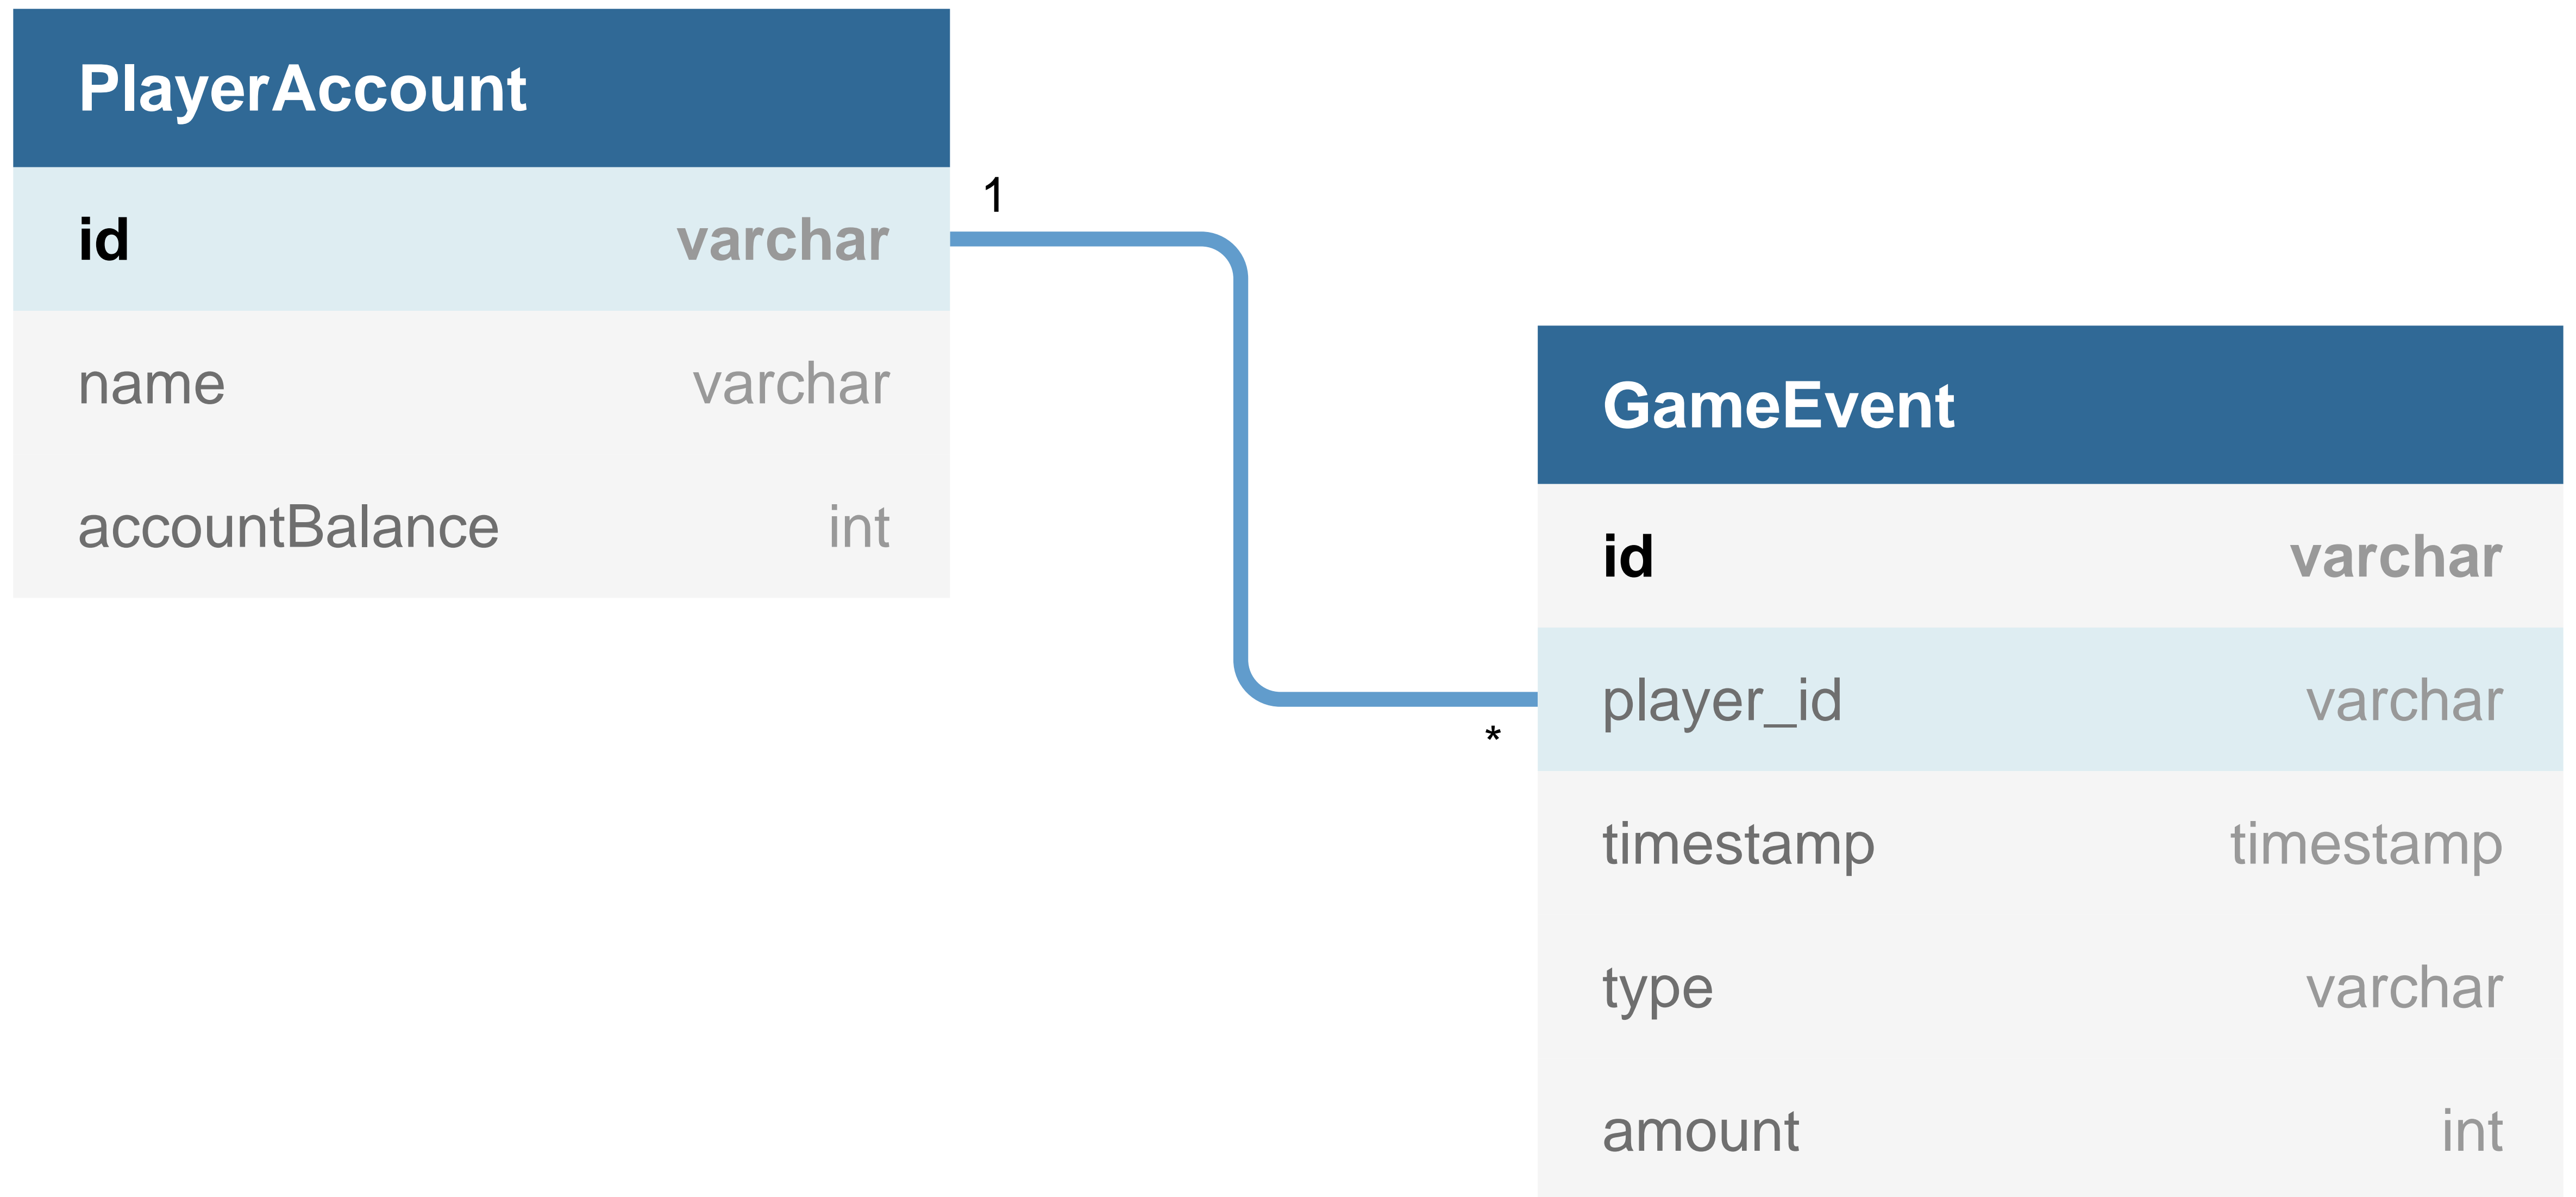 PlayerAccount
id varchar
name varchar
accountBalance int
1
*
GameEvent
id varchar
player_id varchar
timestamp timestamp
type varchar
amount int